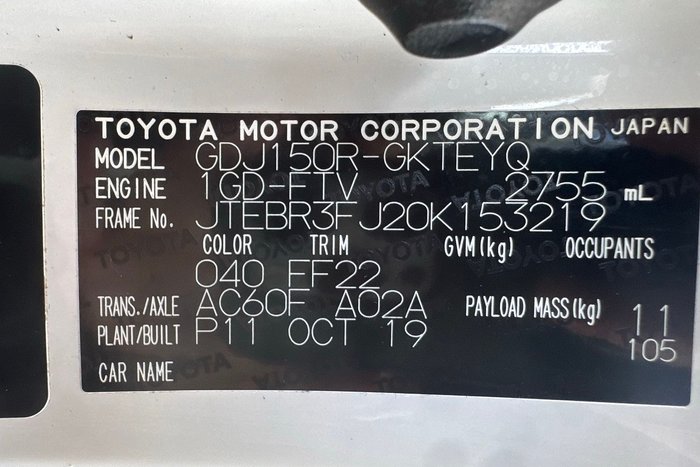 TOYOTA MOTOR CORPORATION JAPAN
MODEL GDJ150R-GKTEYQ
ENGINE 1GD-FTV 2755 mL
FRAME No. JTEBR3FJ20K153219
COLOR TRIM GVM(kg) OCCUPANTS
040 FF22
TRANS./AXLE AC60F A02A PAYLOAD MASS(kg) 11
PLANT/BUILT P11 OCT 19 105
CAR NAME